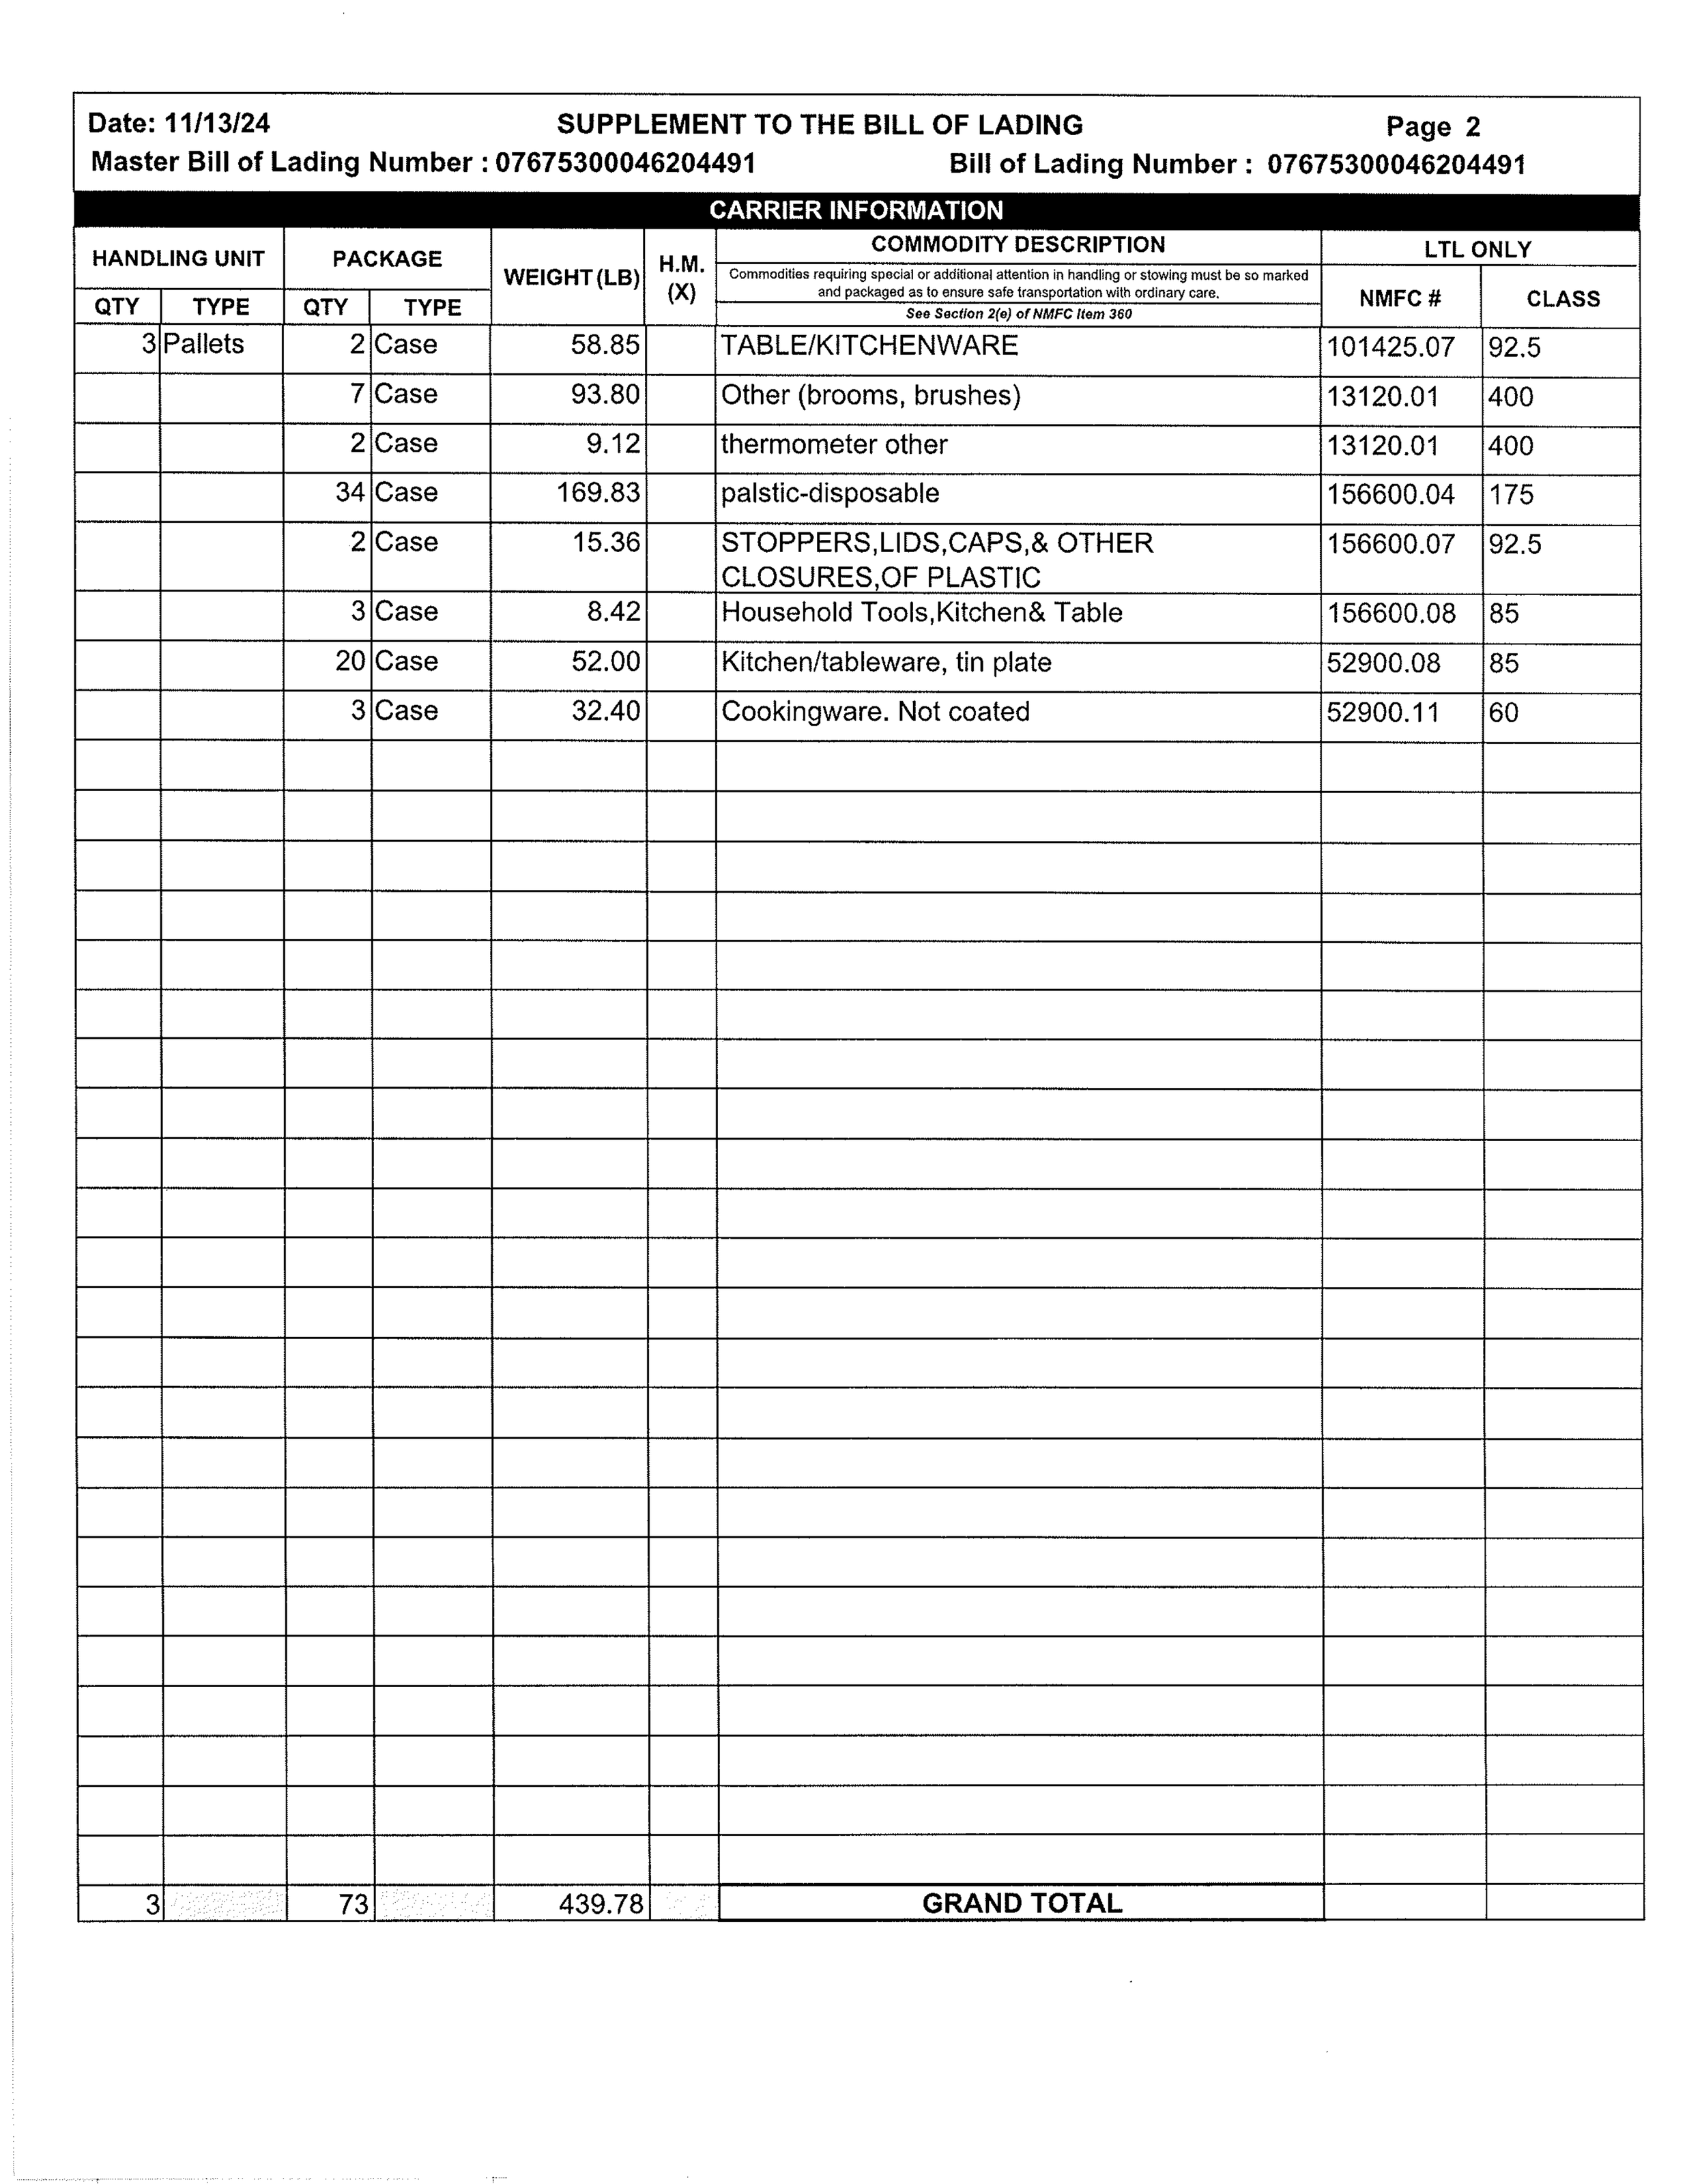 Date: 11/13/24 SUPPLEMENT TO THE BILL OF LADING Page 2
Master Bill of Lading Number : 07675300046204491 Bill of Lading Number : 07675300046204491
CARRIER INFORMATION
HANDLING UNIT PACKAGE WEIGHT (LB) H.M. (X) COMMODITY DESCRIPTION LTL ONLY
Commodities requiring special or additional attention in handling or stowing must be so marked
and packaged as to ensure safe transportation with ordinary care.
See Section 2(e) of NMFC Item 360
QTY TYPE QTY TYPE NMFC # CLASS
3 Pallets 2 Case 58.85 TABLE/KITCHENWARE 101425.07 92.5
7 Case 93.80 Other (brooms, brushes) 13120.01 400
2 Case 9.12 thermometer other 13120.01 400
34 Case 169.83 palstic-disposable 156600.04 175
2 Case 15.36 STOPPERS,LIDS,CAPS,& OTHER 156600.07 92.5
CLOSURES,OF PLASTIC
3 Case 8.42 Household Tools,Kitchen& Table 156600.08 85
20 Case 52.00 Kitchen/tableware, tin plate 52900.08 85
3 Case 32.40 Cookingware. Not coated 52900.11 60
3 73 439.78 GRAND TOTAL